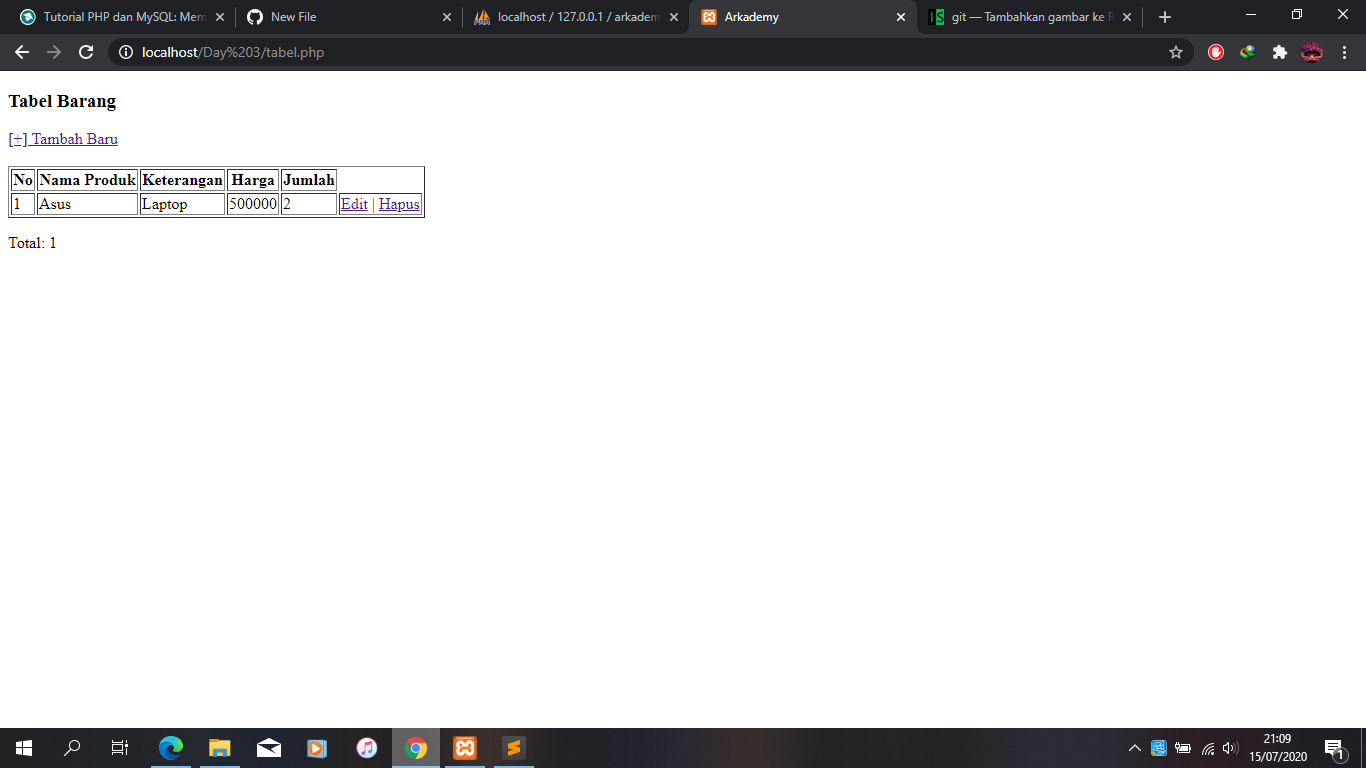 Tutorial PHP dan MySQL: Mem
New File
localhost / 127.0.0.1 / arkadem
Arkademy
git — Tambahkan gambar ke R
localhost/Day%203/tabel.php
Tabel Barang
[+] Tambah Baru
No Nama Produk Keterangan Harga Jumlah
1 Asus Laptop 500000 2 Edit | Hapus
Total: 1
21:09
15/07/2020
1